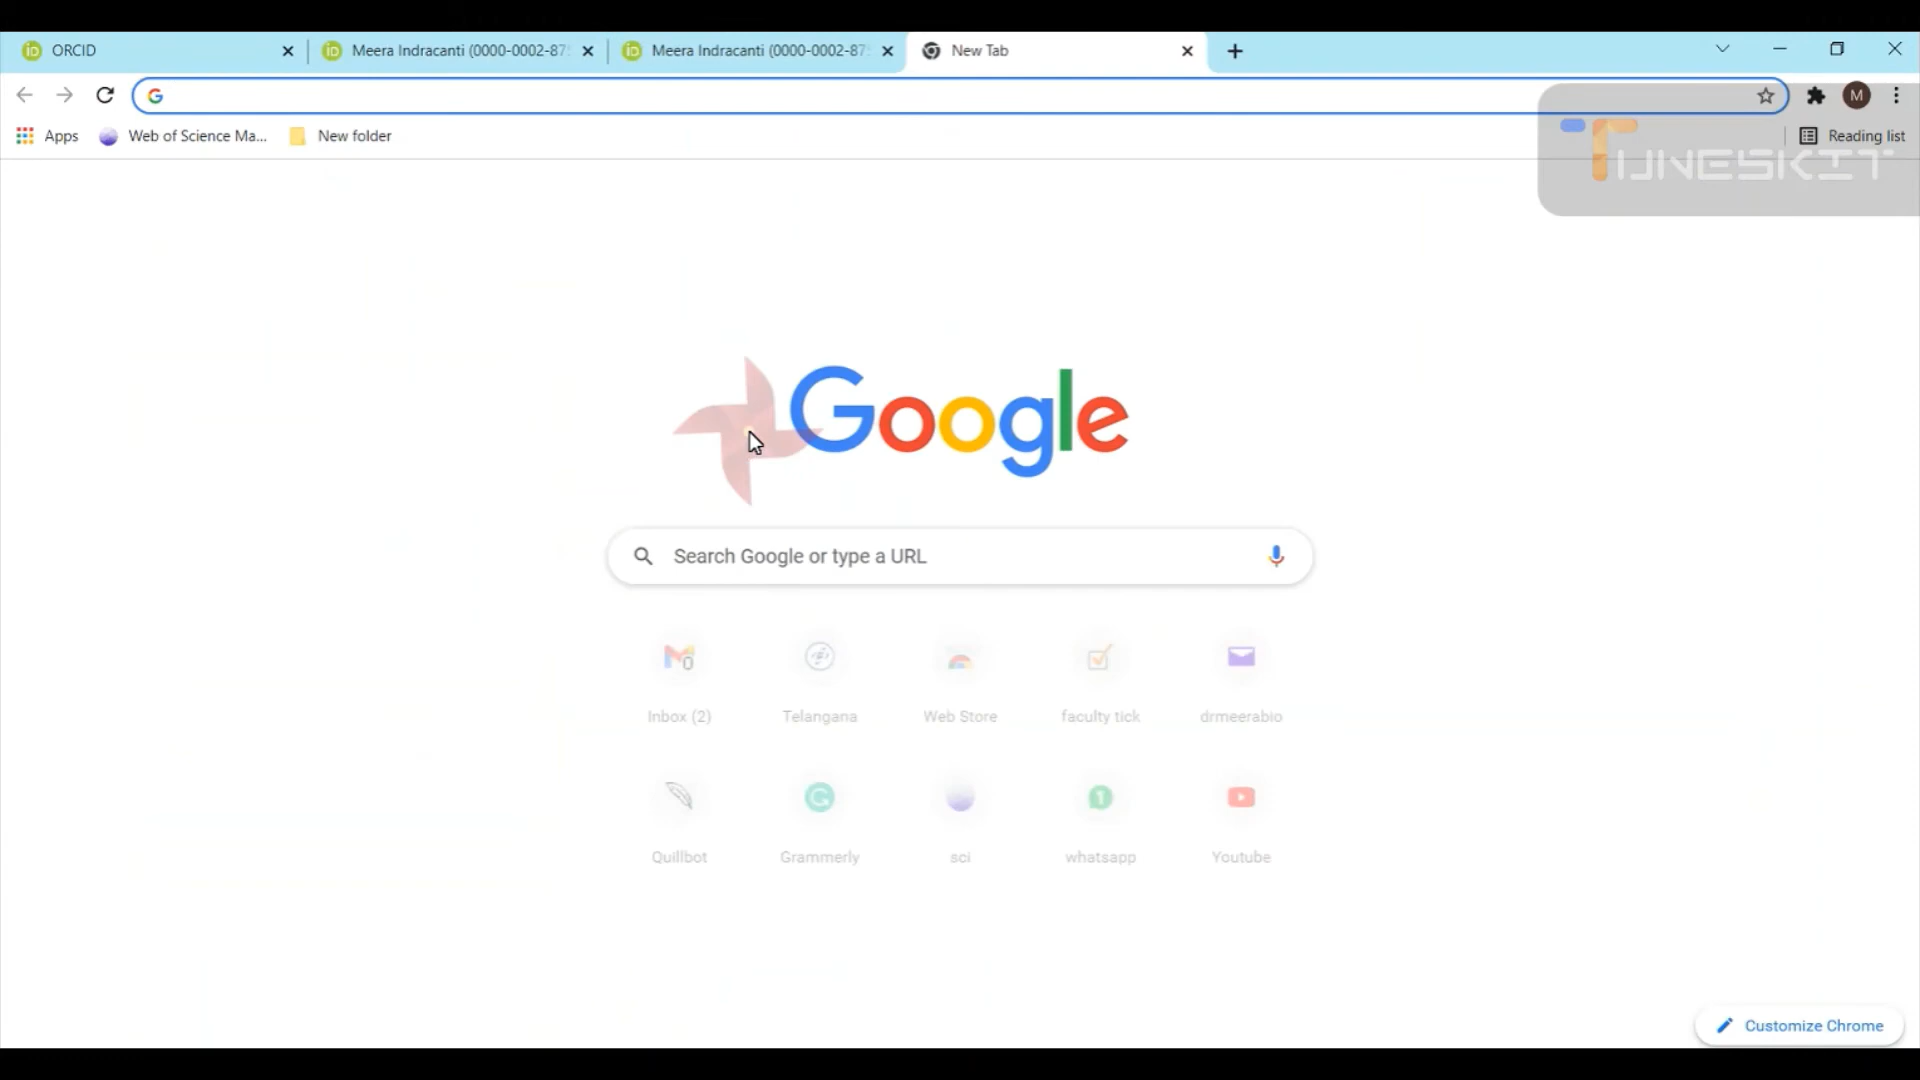 ORCID
Meera Indracanti (0000-0002-87
Meera Indracanti (0000-0002-87
New Tab
M
Apps
Web of Science Ma...
New folder
Reading list
TUNESKIT
Google
Search Google or type a URL
Inbox (2)
Telangana
Web Store
faculty tick
drmeerabio
Quillbot
Grammerly
sci
whatsapp
Youtube
Customize Chrome